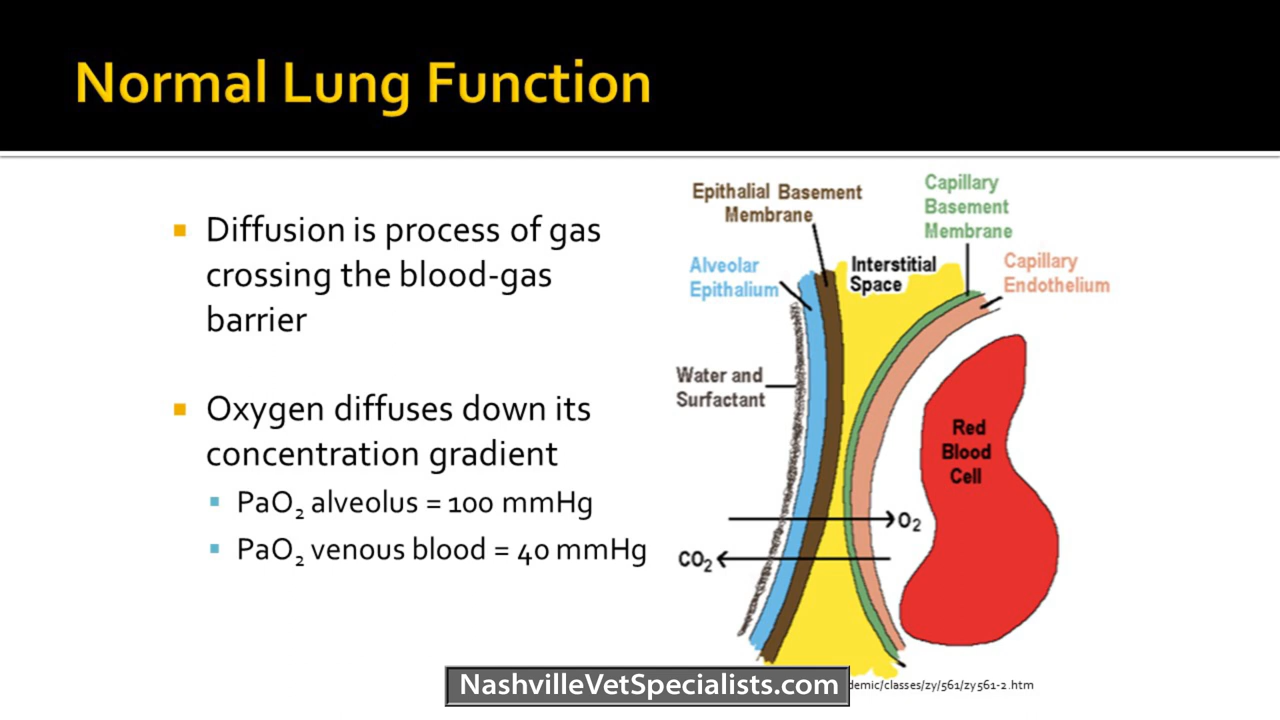 Normal Lung Function
Diffusion is process of gas
crossing the blood-gas
barrier
Oxygen diffuses down its
concentration gradient
PaO₂ alveolus = 100 mmHg
PaO₂ venous blood = 40 mmHg
Epithalial Basement
Membrane
Capillary
Basement
Membrane
Alveolar
Epithalium
Interstitial
Space
Capillary
Endothelium
Water and
Surfactant
Red
Blood
Cell
O₂
CO₂
NashvilleVetSpecialists.com
demic/classes/zy/561/zy561-2.htm